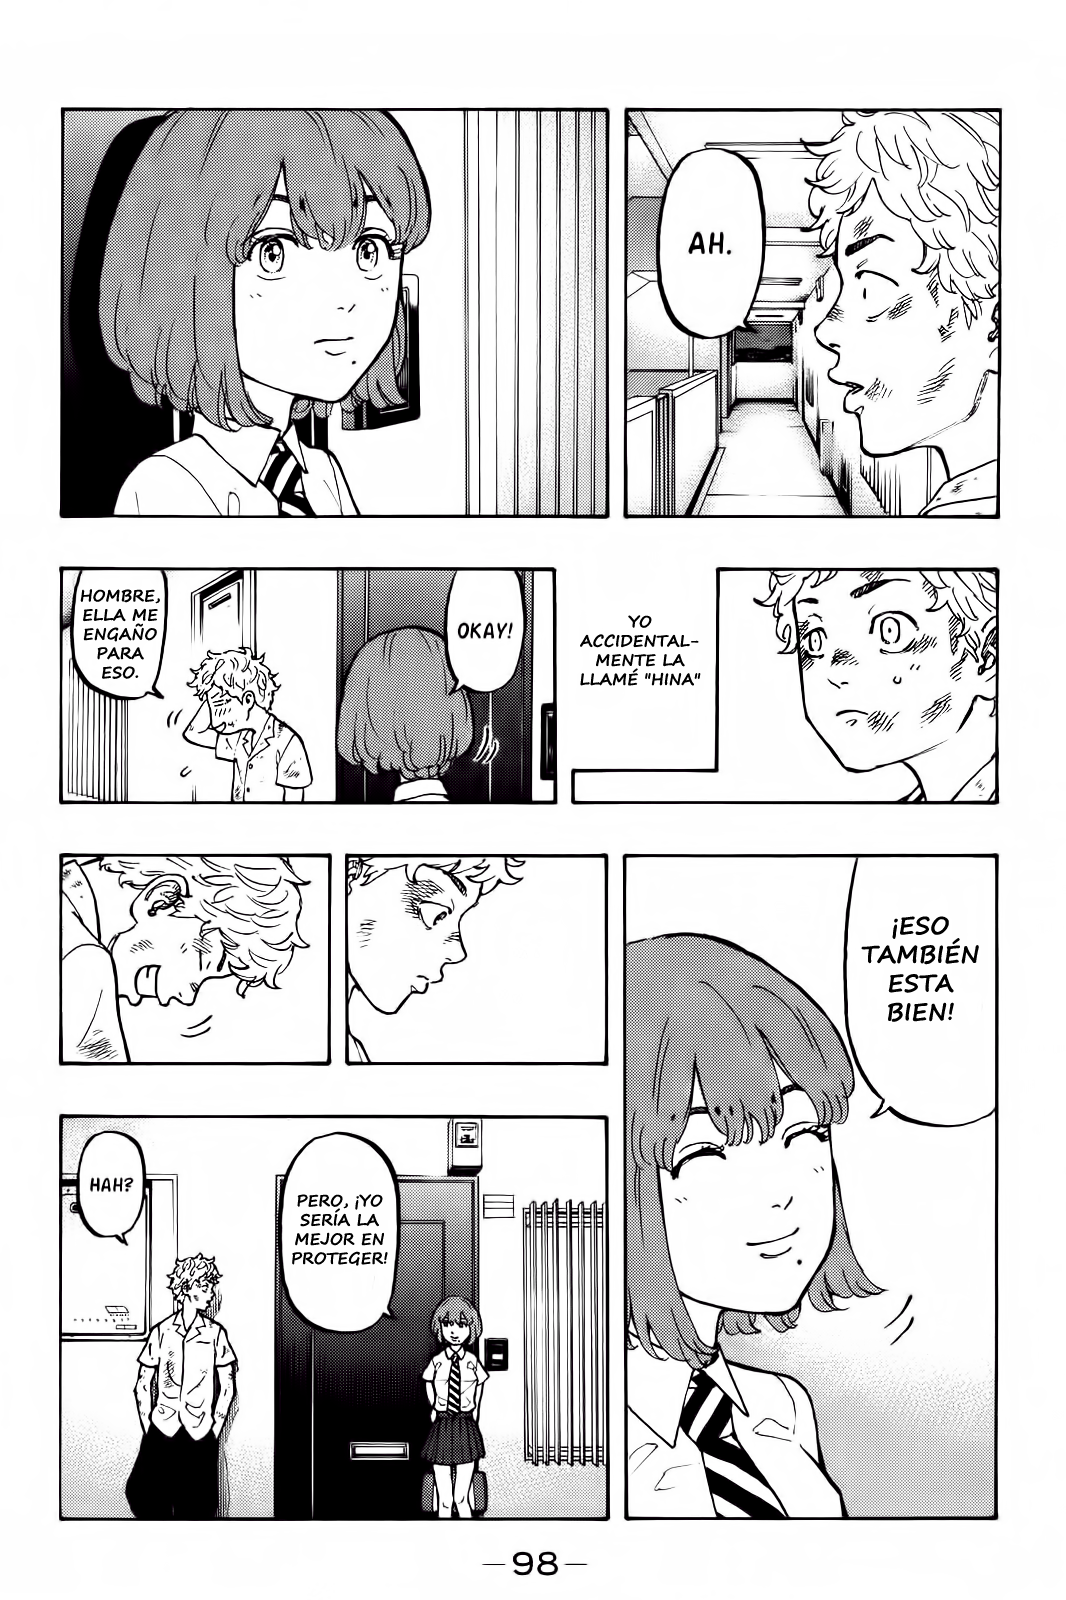 AH.
YO
ACCIDENTAL-
MENTE LA
LLAMÉ "HINA"
OKAY!
HOMBRE,
ELLA ME
ENGAÑO
PARA
ESO.
¡ESO
TAMBIÉN
ESTA
BIEN!
PERO, ¡YO
SERÍA LA
MEJOR EN
PROTEGER!
HAH?
—98—